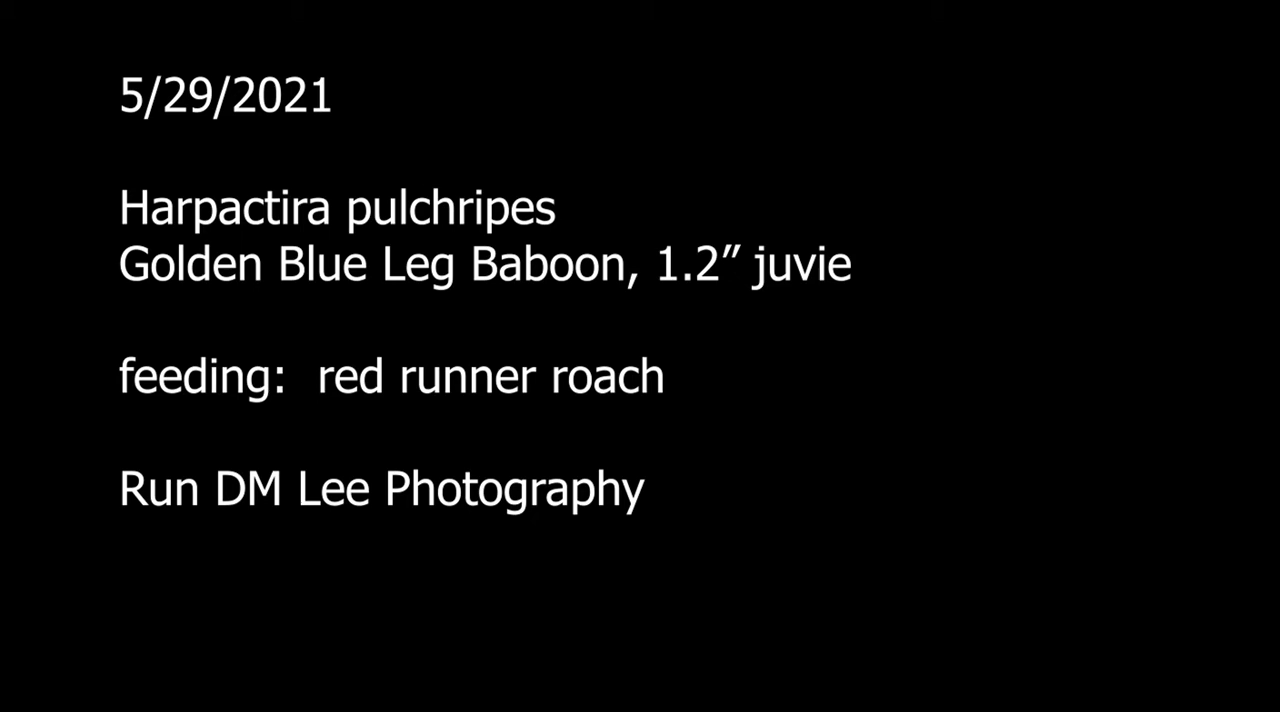 5/29/2021
Harpactira pulchripes
Golden Blue Leg Baboon, 1.2” juvie
feeding:  red runner roach
Run DM Lee Photography